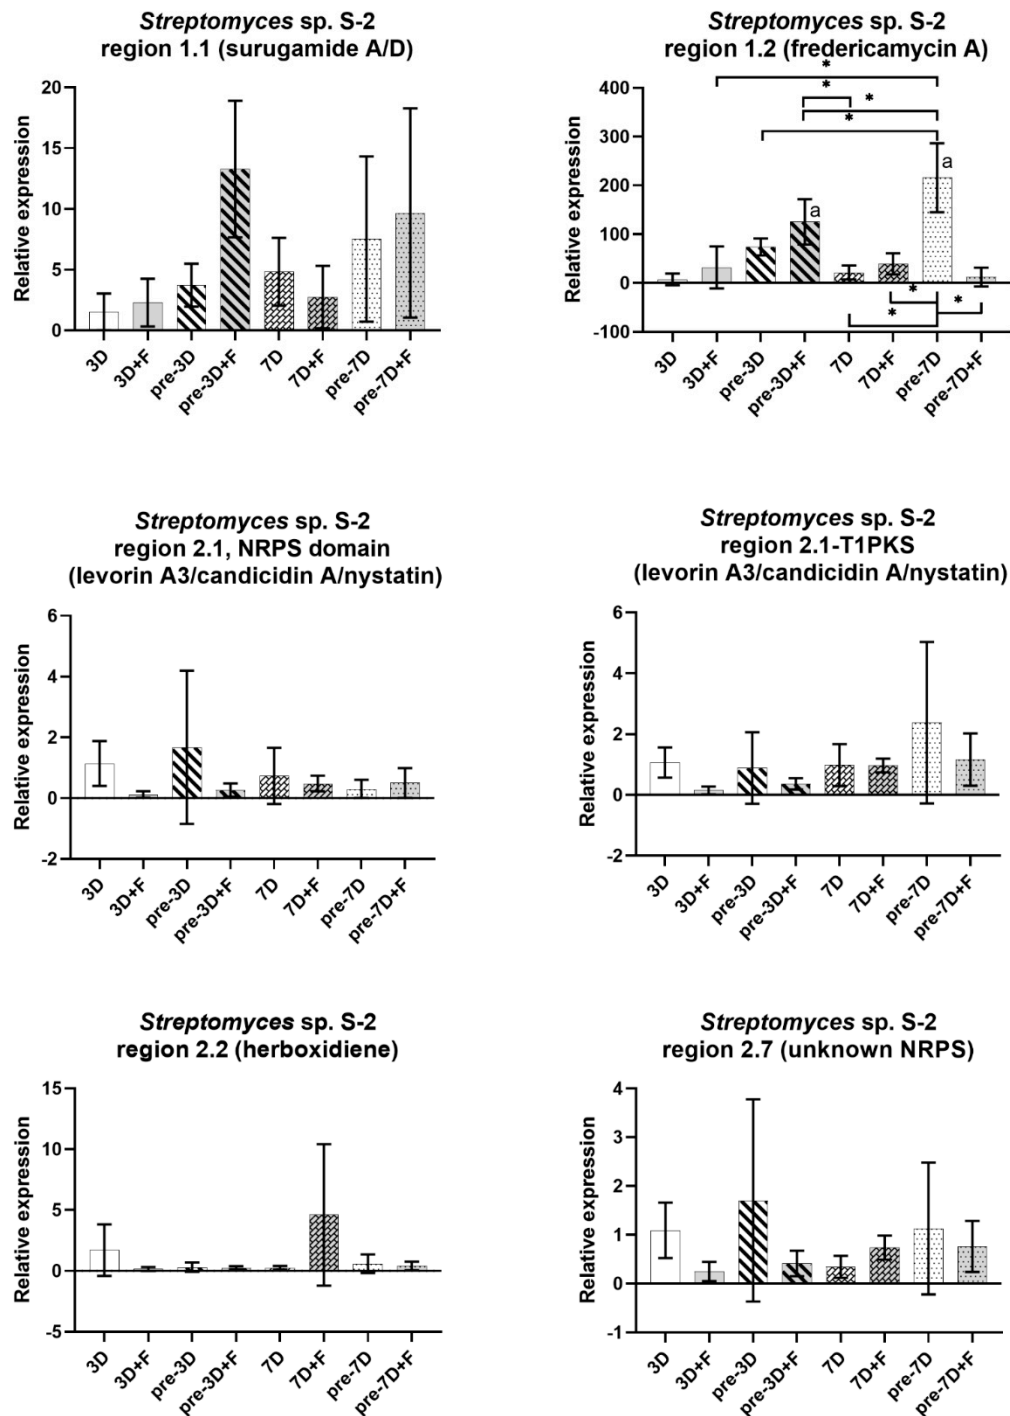 Streptomyces sp. S-2
region 1.1 (surugamide A/D)
Relative expression
20
15
10
5
0
3D
3D+F
pre-3D
pre-3D+F
7D
7D+F
pre-7D
pre-7D+F
Streptomyces sp. S-2
region 1.2 (fredericamycin A)
Relative expression
400
300
200
100
0
-100
*
*
*
*
a
a
*
*
*
3D
3D+F
pre-3D
pre-3D+F
7D
7D+F
pre-7D
pre-7D+F
Streptomyces sp. S-2
region 2.1, NRPS domain
(levorin A3/candicidin A/nystatin)
Relative expression
6
4
2
0
-2
3D
3D+F
pre-3D
pre-3D+F
7D
7D+F
pre-7D
pre-7D+F
Streptomyces sp. S-2
region 2.1-T1PKS
(levorin A3/candicidin A/nystatin)
Relative expression
6
4
2
0
-2
3D
3D+F
pre-3D
pre-3D+F
7D
7D+F
pre-7D
pre-7D+F
Streptomyces sp. S-2
region 2.2 (herboxidiene)
Relative expression
15
10
5
0
-5
3D
3D+F
pre-3D
pre-3D+F
7D
7D+F
pre-7D
pre-7D+F
Streptomyces sp. S-2
region 2.7 (unknown NRPS)
Relative expression
4
3
2
1
0
-1
3D
3D+F
pre-3D
pre-3D+F
7D
7D+F
pre-7D
pre-7D+F